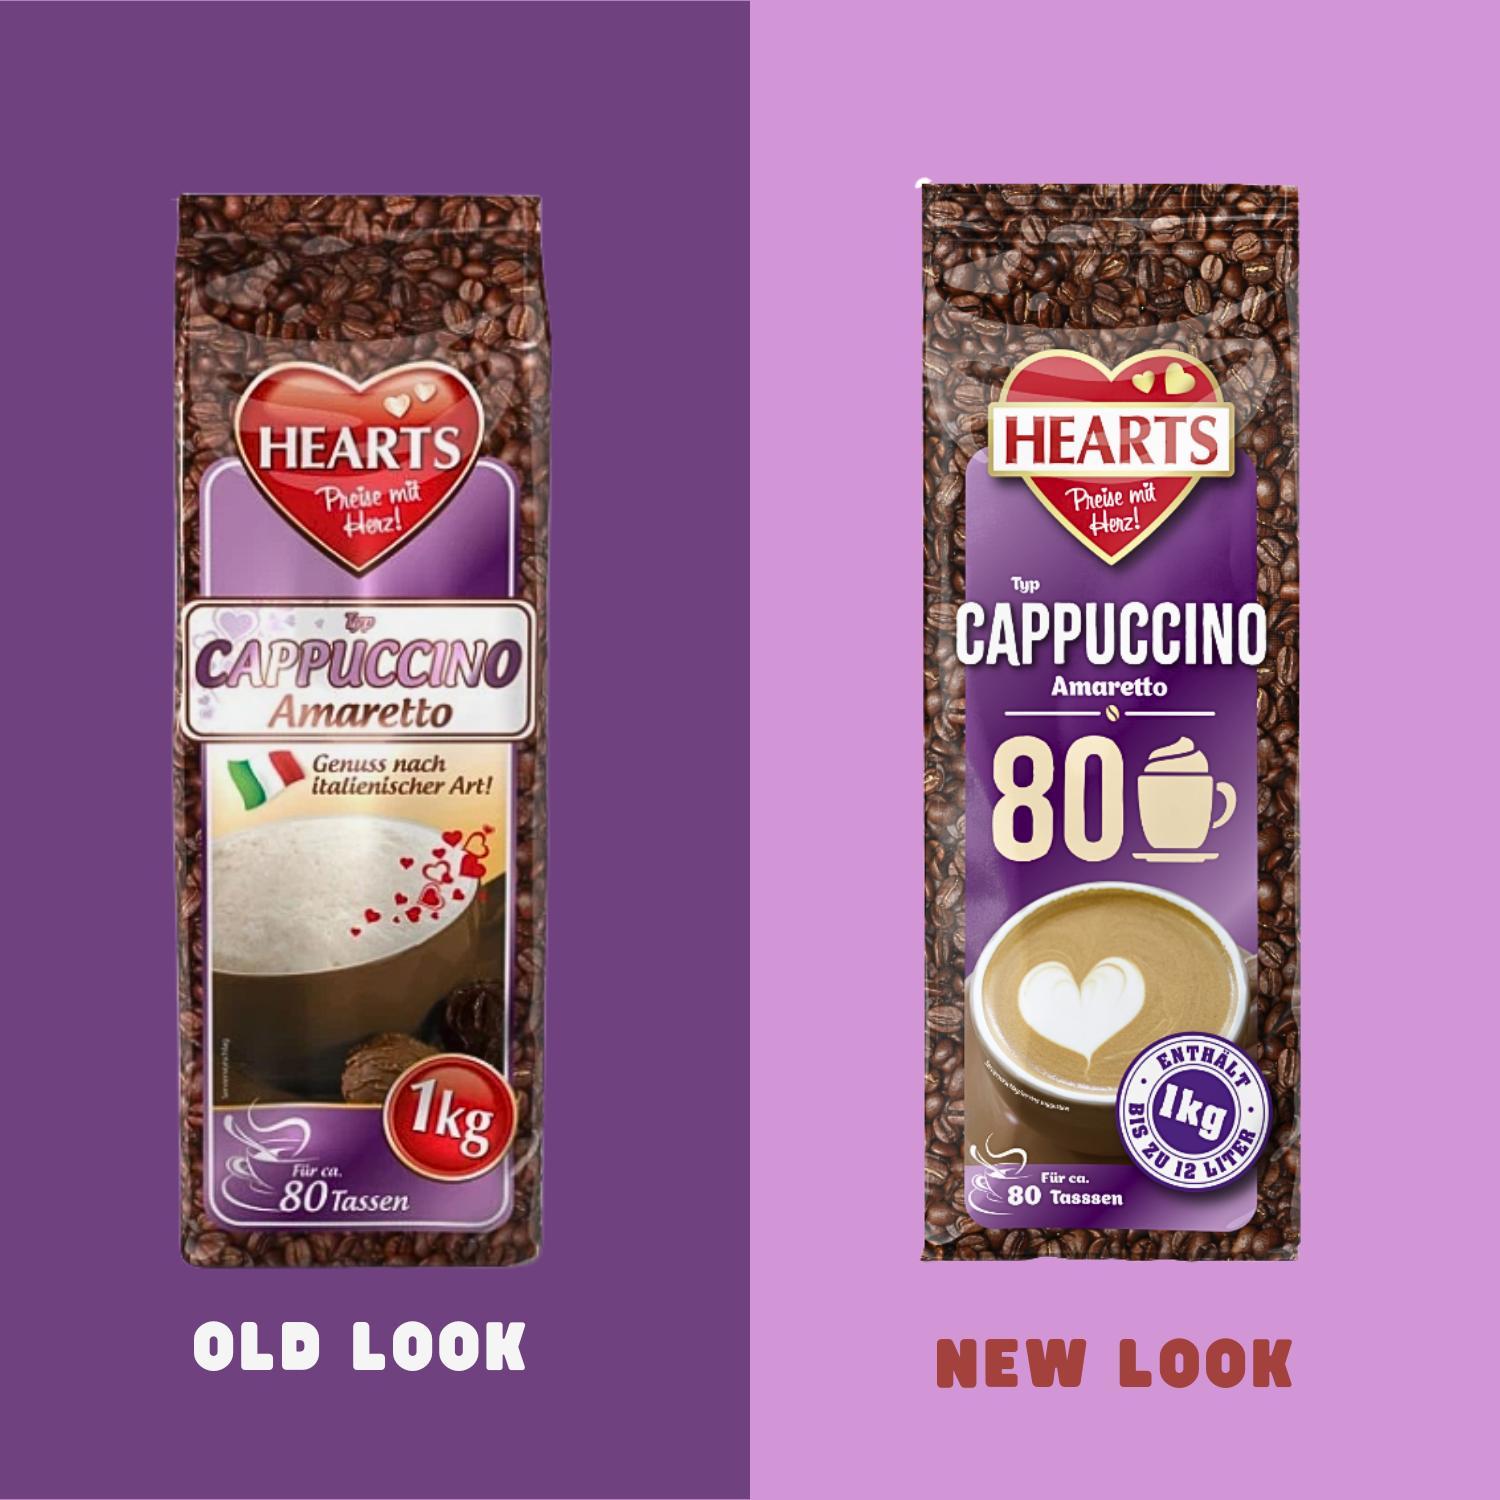 HEARTS
Preise mit
Herz!
Typ
CAPPUCCINO
Amaretto
Genuss nach
italienischer Art!
1kg
Für ca.
80 Tassen
OLD LOOK
HEARTS
Preise mit
Herz!
Typ
CAPPUCCINO
Amaretto
80
ENTHÄLT
1kg
BIS ZU 12 LITER
Für ca.
80 Tasssen
NEW LOOK